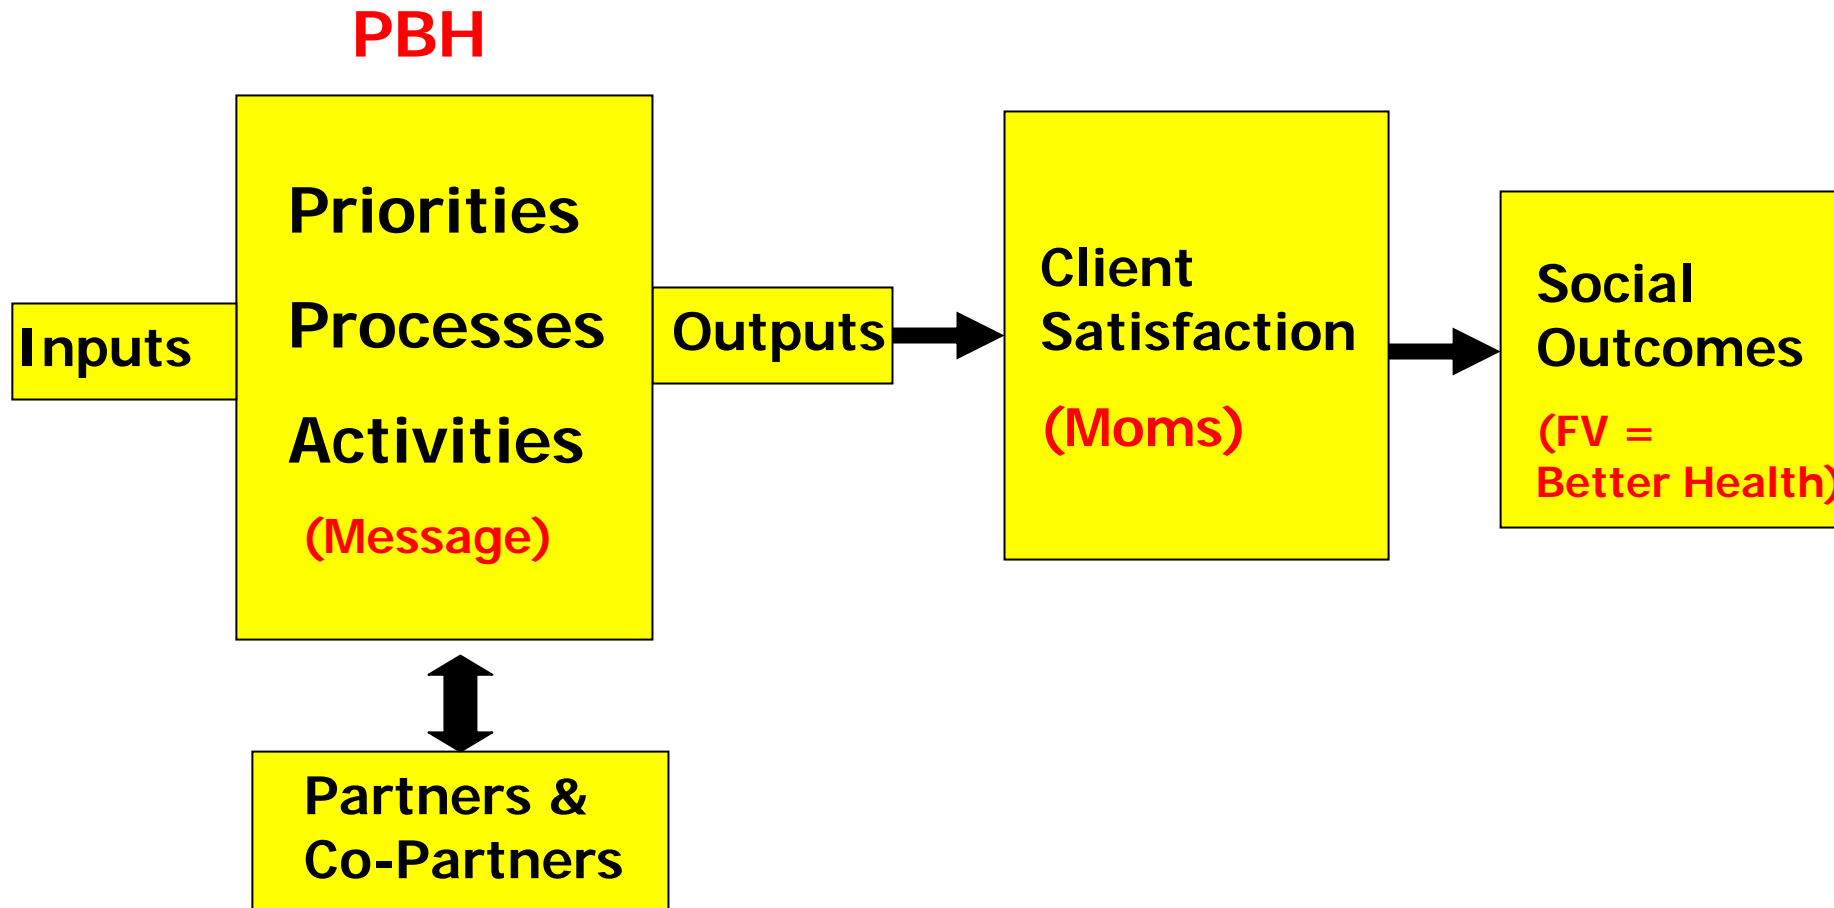 PBH
Inputs
Priorities
Processes
Activities
(Message)
Outputs
Client
Satisfaction
(Moms)
Social
Outcomes
(FV =
Better Health)
Partners &
Co-Partners